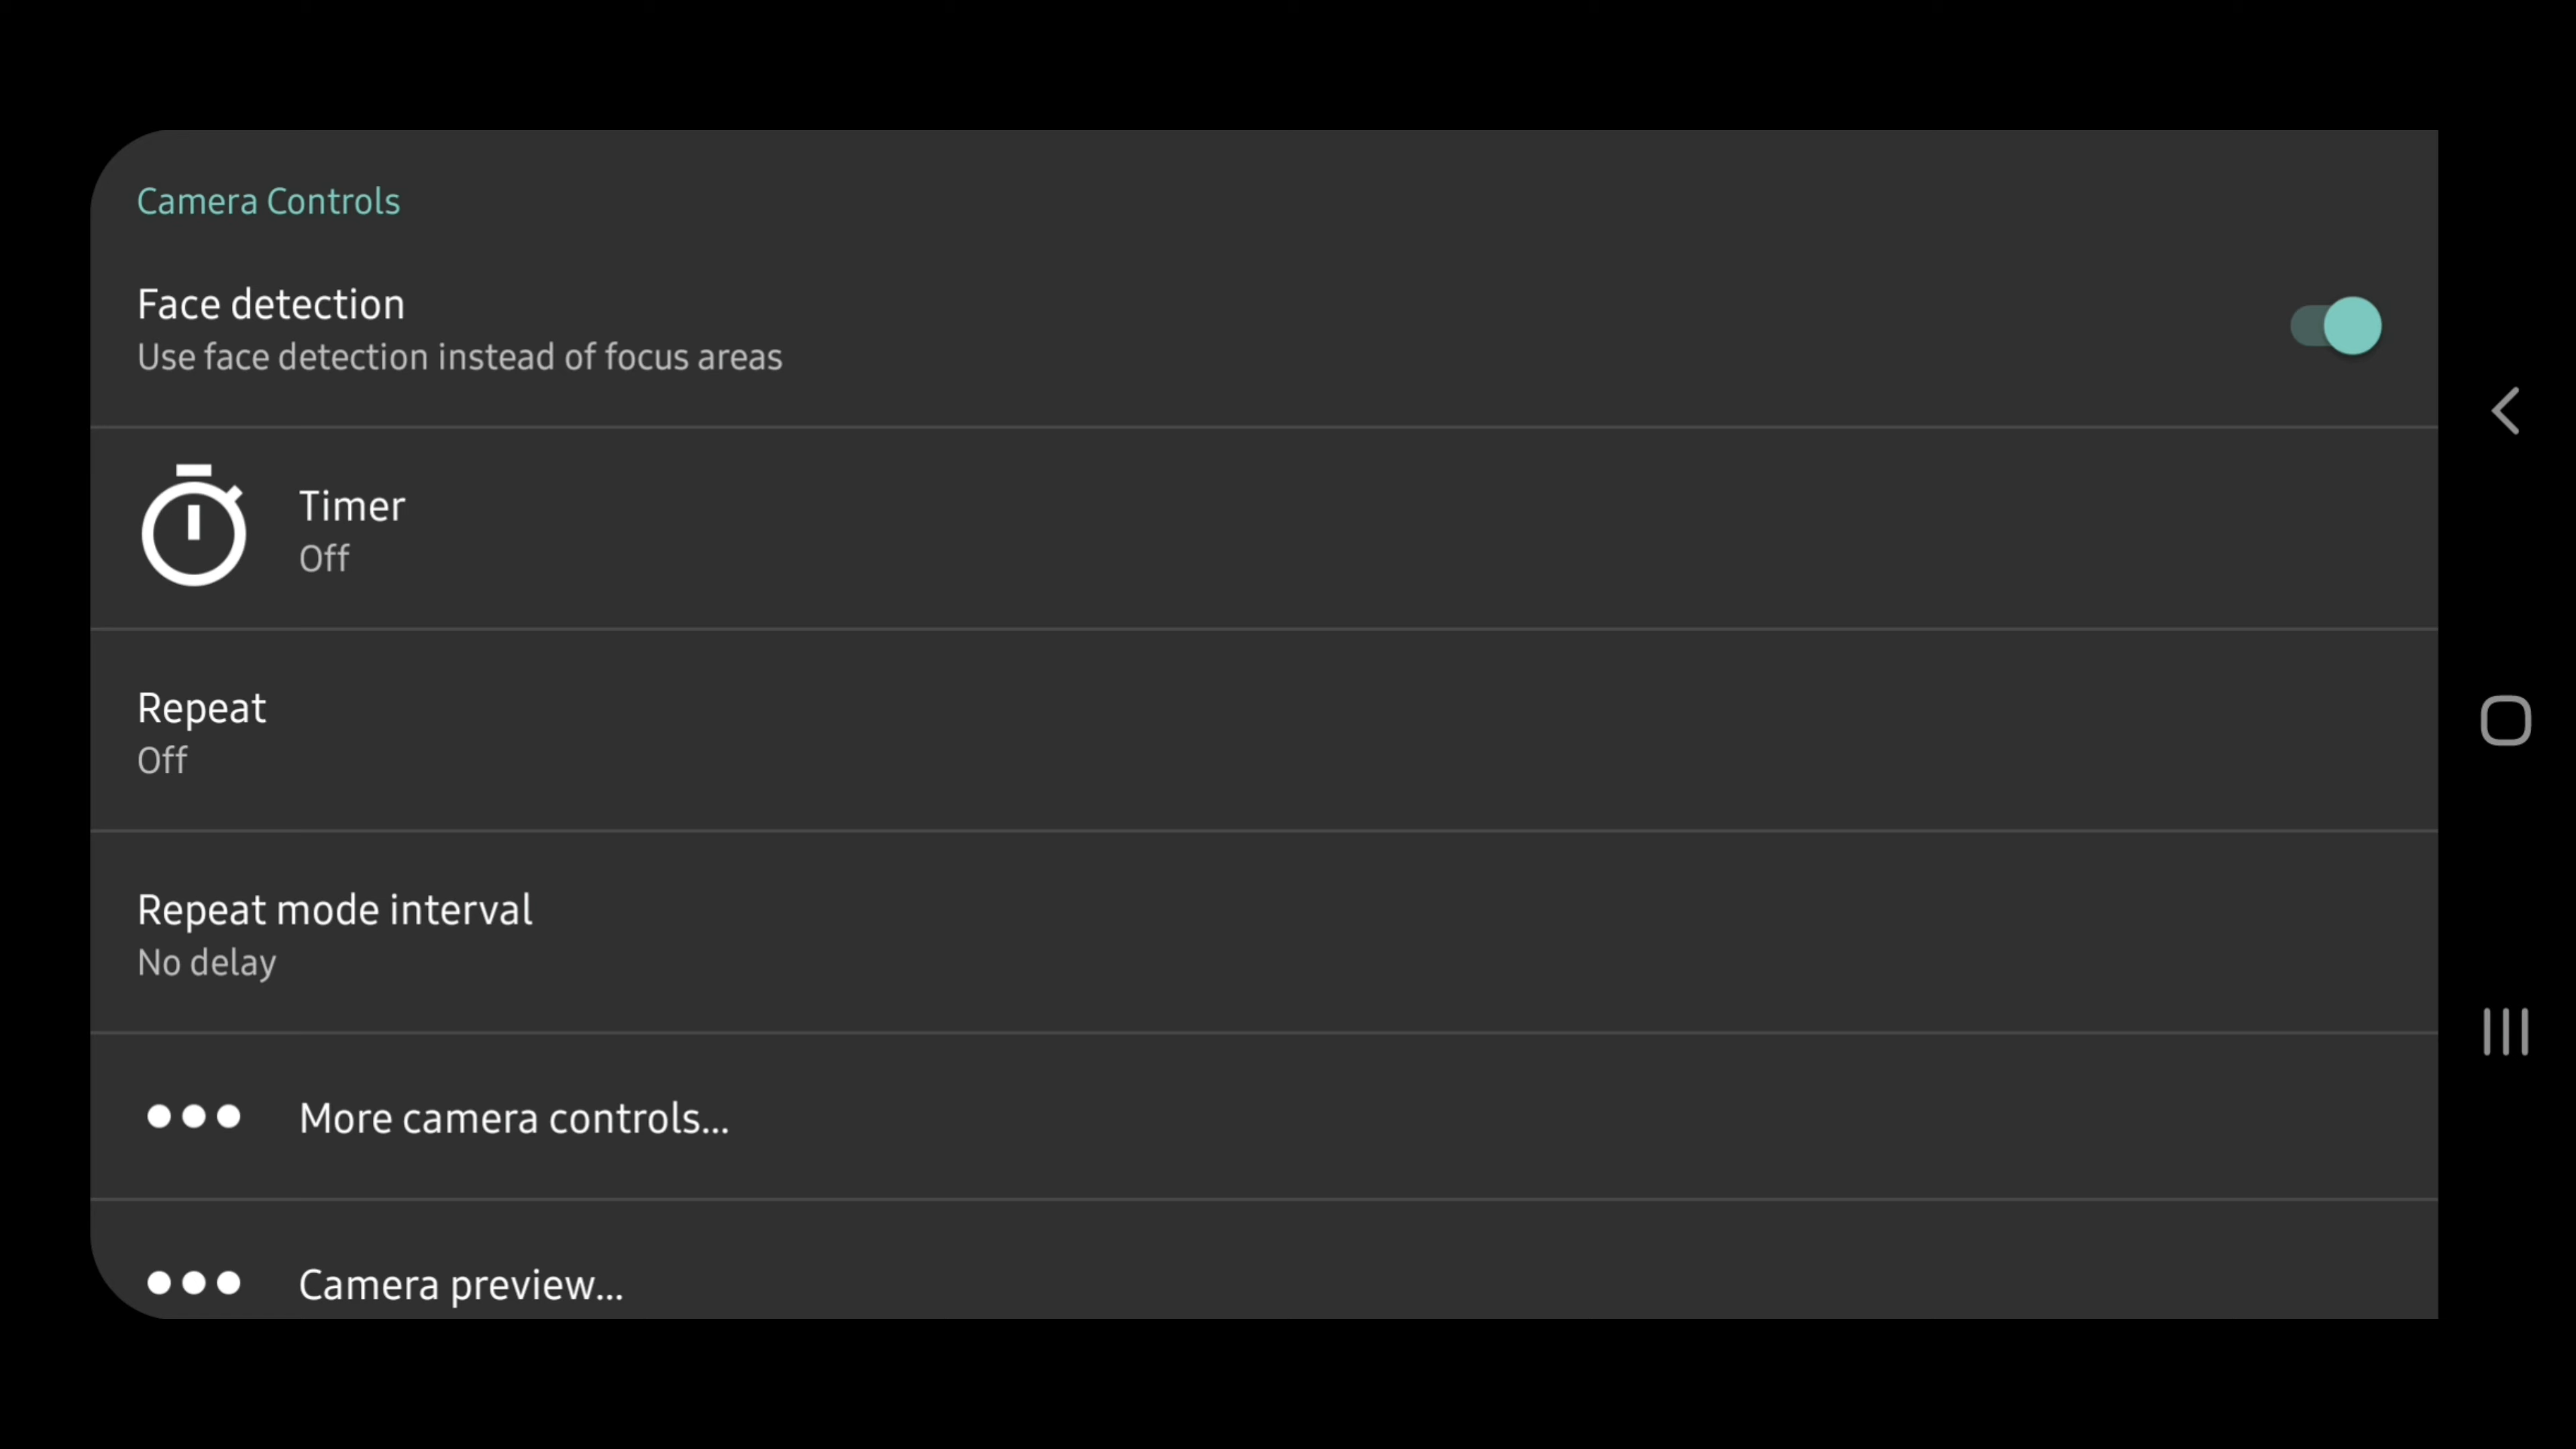 Camera Controls
Face detection
Use face detection instead of focus areas
Timer
Off
Repeat
Off
Repeat mode interval
No delay
More camera controls...
Camera preview...